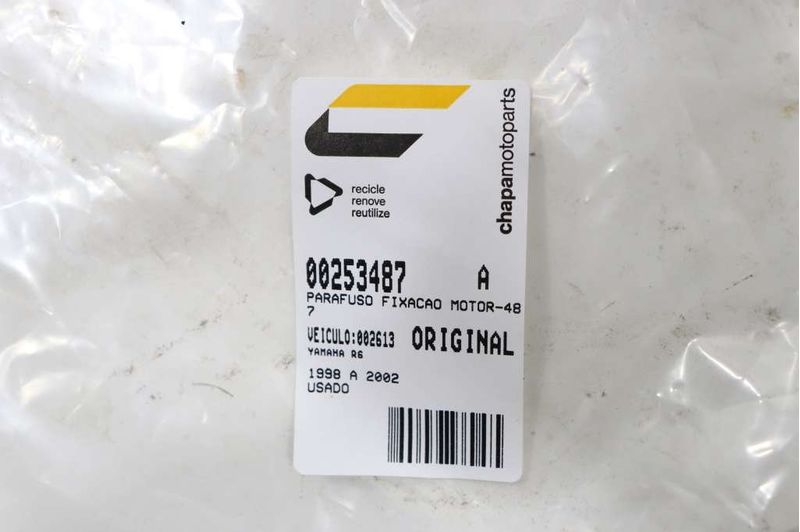 chapamotoparts
recicle
renove
reutilize
00253487 A
PARAFUSO FIXACAO MOTOR-48
7
VEICULO:002613 ORIGINAL
YAMAHA R6
1998 A 2002
USADO